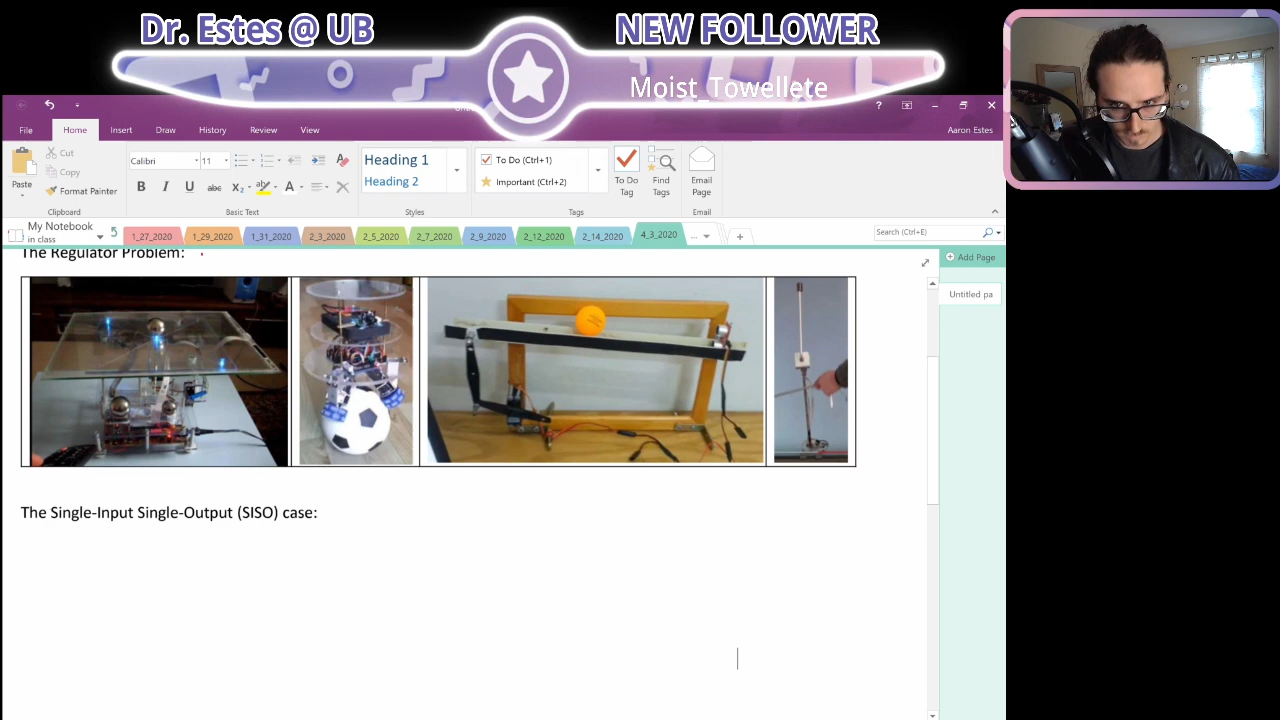 Dr. Estes @ UB
NEW FOLLOWER
Moist_Towellete
?
File
Home
Insert
Draw
History
Review
View
Aaron Estes
Paste
Cut
Copy
Format Painter
Clipboard
Calibri
11
B I U abc X₂ ab A
Basic Text
Heading 1
Heading 2
Styles
To Do (Ctrl+1)
Important (Ctrl+2)
Tags
To Do
Tag
Find
Tags
Email
Page
Email
My Notebook
in class
1_27_2020
1_29_2020
1_31_2020
2_3_2020
2_5_2020
2_7_2020
2_9_2020
2_12_2020
2_14_2020
4_3_2020
...
Search (Ctrl+E)
Add Page
Untitled pa
The Regulator Problem:
The Single-Input Single-Output (SISO) case: